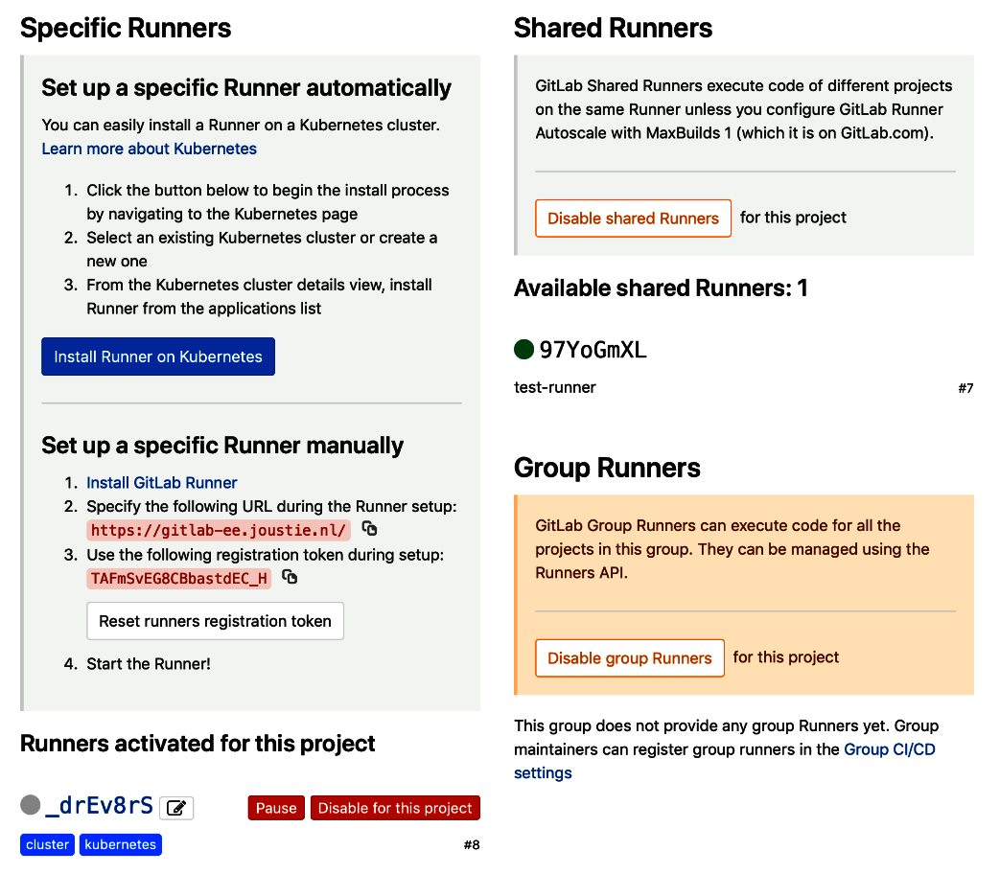 Specific Runners
Set up a specific Runner automatically
You can easily install a Runner on a Kubernetes cluster.
Learn more about Kubernetes
1. Click the button below to begin the install process
by navigating to the Kubernetes page
2. Select an existing Kubernetes cluster or create a
new one
3. From the Kubernetes cluster details view, install
Runner from the applications list
Install Runner on Kubernetes
Set up a specific Runner manually
1. Install GitLab Runner
2. Specify the following URL during the Runner setup:
https://gitlab-ee.joustie.nl/
3. Use the following registration token during setup:
TAFmSvEG8CBbastdEC_H
Reset runners registration token
4. Start the Runner!
Runners activated for this project
_drEv8rS
Pause
Disable for this project
cluster
kubernetes
#8
Shared Runners
GitLab Shared Runners execute code of different projects
on the same Runner unless you configure GitLab Runner
Autoscale with MaxBuilds 1 (which it is on GitLab.com).
Disable shared Runners for this project
Available shared Runners: 1
97YoGmXL
test-runner
#7
Group Runners
GitLab Group Runners can execute code for all the
projects in this group. They can be managed using the
Runners API.
Disable group Runners for this project
This group does not provide any group Runners yet. Group
maintainers can register group runners in the Group CI/CD
settings